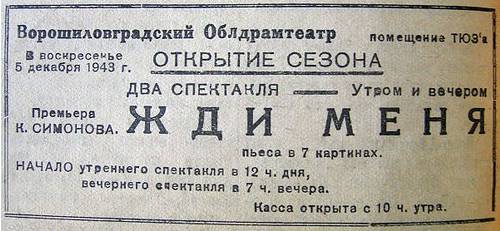 Ворошиловградский Облдрамтеатр помещение ТЮЗ'а
В воскресенье
5 декабря 1943 г. ОТКРЫТИЕ СЕЗОНА
ДВА СПЕКТАКЛЯ — Утром и вечером
Премьера
К. СИМОНОВА. ЖДИ МЕНЯ
пьеса в 7 картинах.
НАЧАЛО утреннего спектакля в 12 ч. дня,
вечернего спектакля в 7 ч. вечера.
Касса открыта с 10 ч. утра.